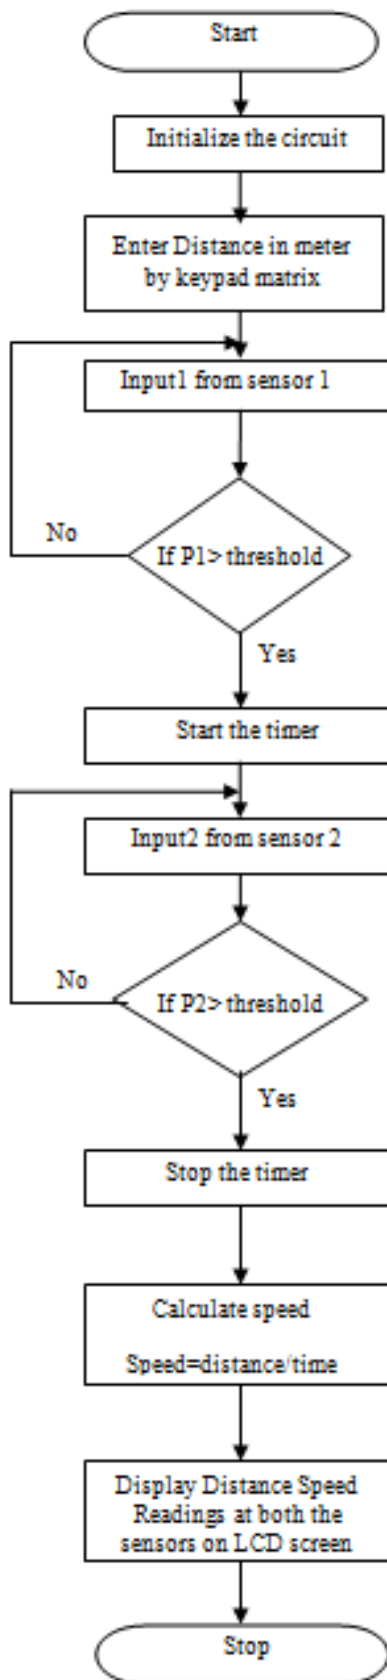 Start
Initialize the circuit
Enter Distance in meter
by keypad matrix
Input1 from sensor 1
No
If P1> threshold
Yes
Start the timer
Input2 from sensor 2
No
If P2> threshold
Yes
Stop the timer
Calculate speed
Speed=distance/time
Display Distance Speed
Readings at both the
sensors on LCD screen
Stop